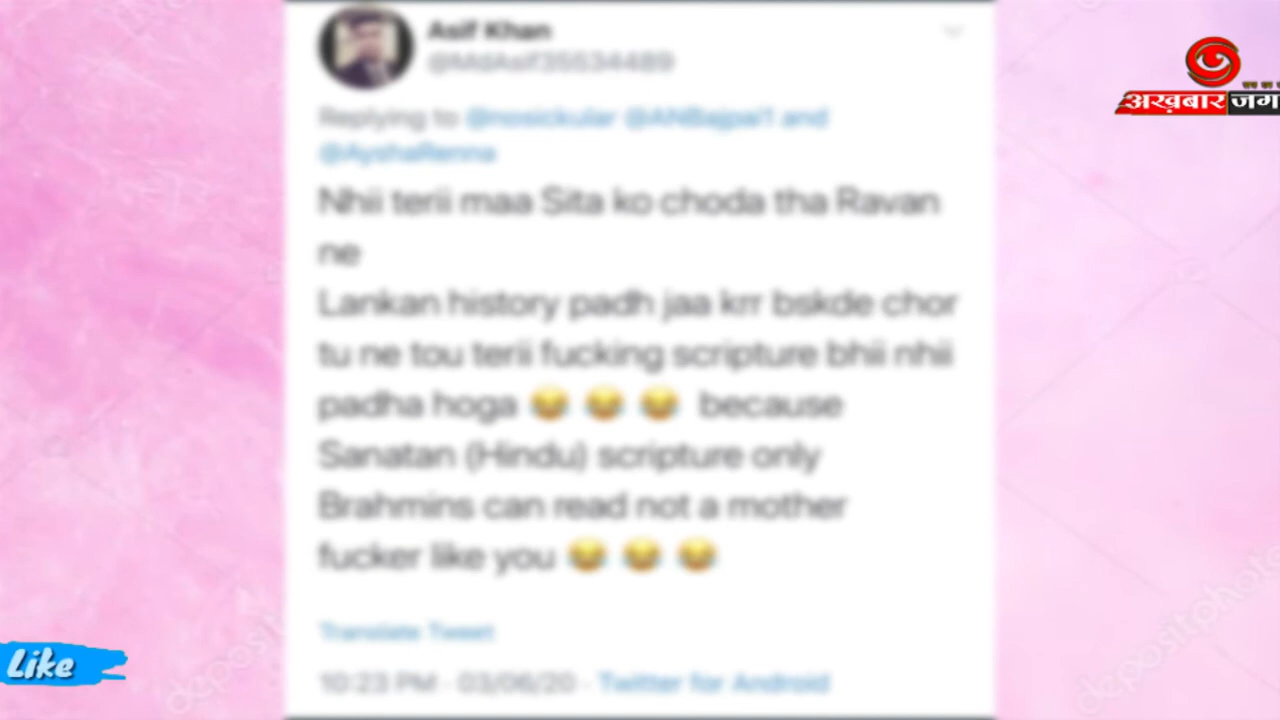 Asif Khan
@MdAsif35534489
Replying to @nosickular @ANBajpai1 and
@AyshaRenna
Nhii terii maa Sita ko choda tha Ravan
ne
Lankan history padh jaa krr bskde chor
tu ne tou terii fucking scripture bhii nhii
padha hoga 😂 😂 😂 because
Sanatan (Hindu) scripture only
Brahmins can read not a mother
fucker like you 😂 😂 😂
Translate Tweet
10:23 PM · 03/06/20 · Twitter for Android
अख़बार जग
Like
depositphotos